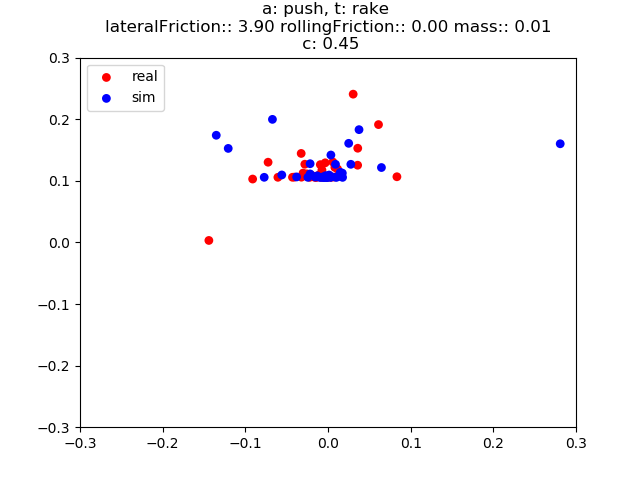 a: push, t: rake
lateralFriction:: 3.90 rollingFriction:: 0.00 mass:: 0.01
c: 0.45
real
sim
0.3
0.2
0.1
0.0
−0.1
−0.2
−0.3
−0.3 −0.2 −0.1 0.0 0.1 0.2 0.3